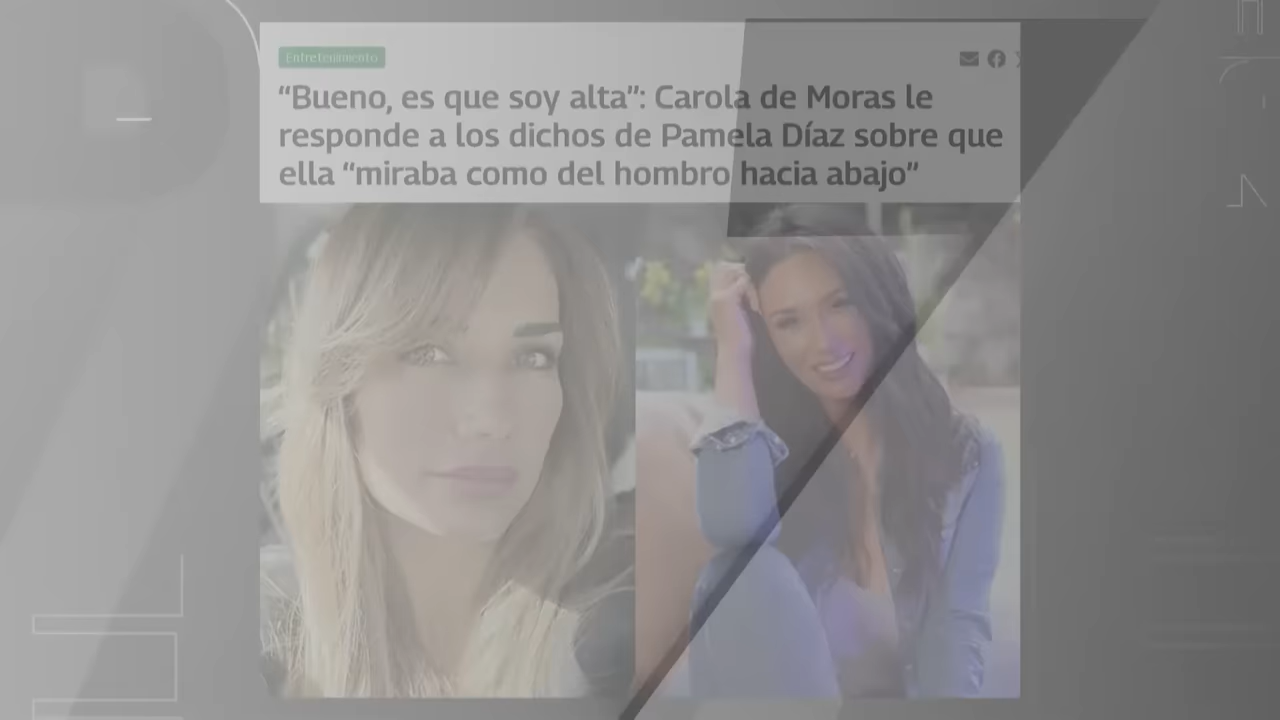 Entretenimiento
“Bueno, es que soy alta”: Carola de Moras le
responde a los dichos de Pamela Díaz sobre que
ella “miraba como del hombro hacia abajo”